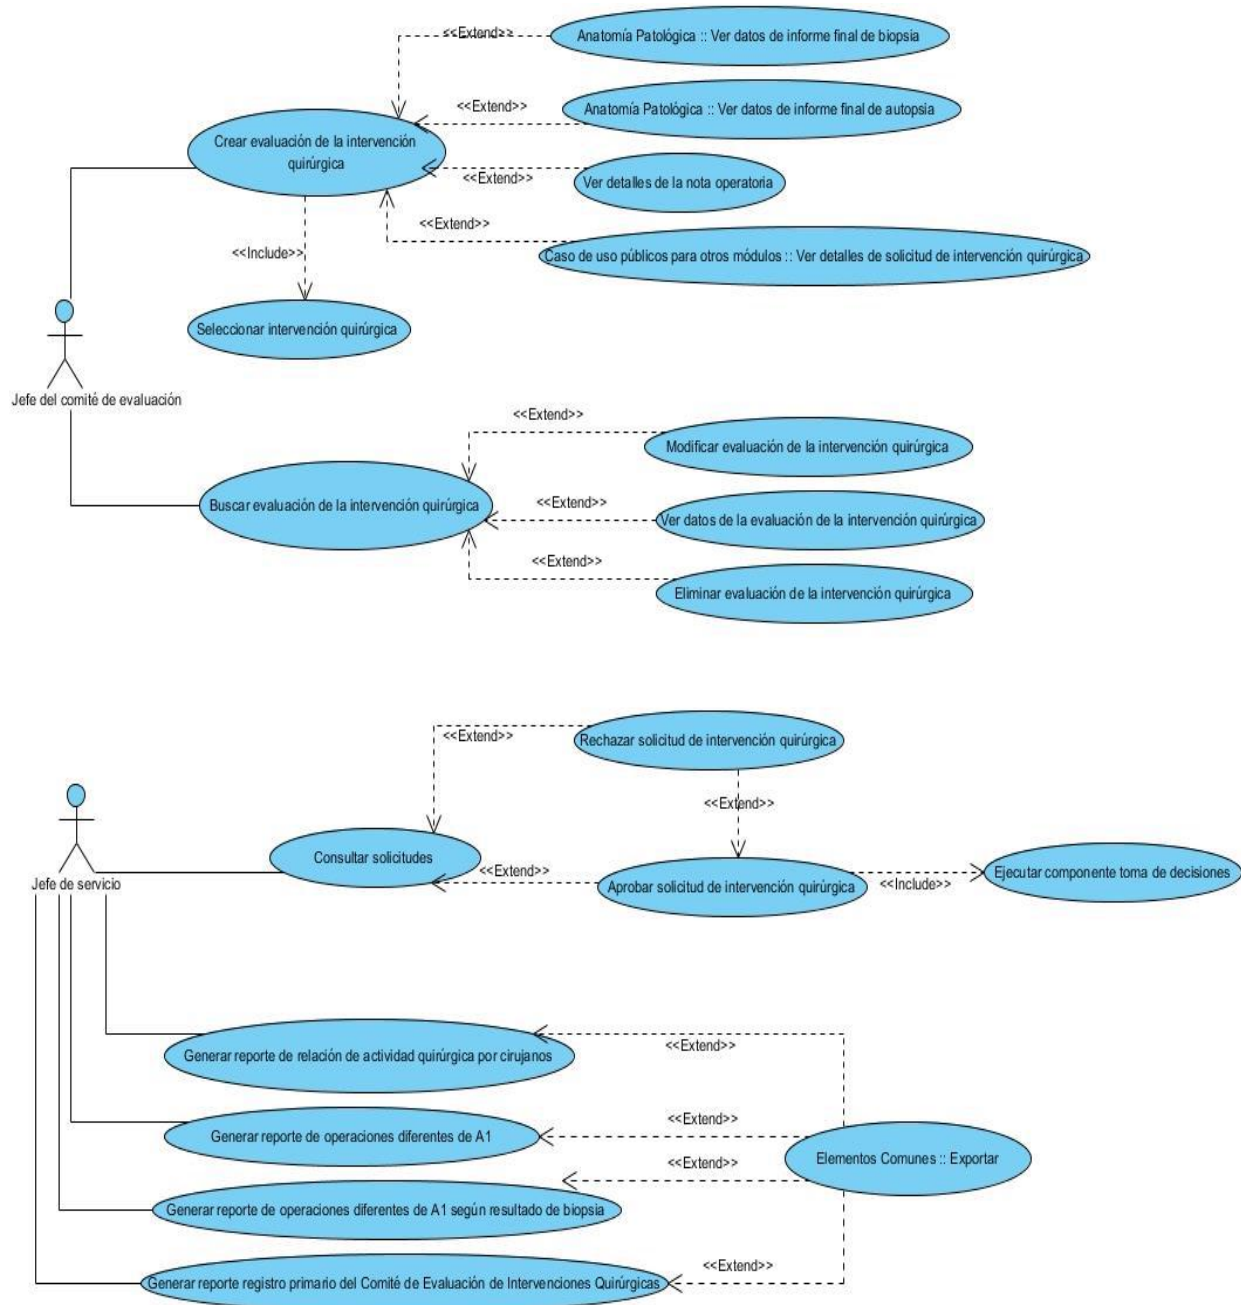 <<Extend>>
Anatomía Patológica :: Ver datos de informe final de biopsia
<<Extend>>
Anatomía Patológica :: Ver datos de informe final de autopsia
Crear evaluación de la intervención
quirúrgica
<<Extend>>
Ver detalles de la nota operatoria
<<Extend>>
Caso de uso públicos para otros módulos :: Ver detalles de solicitud de intervención quirúrgica
<<Include>>
Seleccionar intervención quirúrgica
Jefe del comité de evaluación
<<Extend>>
Modificar evaluación de la intervención quirúrgica
Buscar evaluación de la intervención quirúrgica
<<Extend>>
Ver datos de la evaluación de la intervención quirúrgica
<<Extend>>
Eliminar evaluación de la intervención quirúrgica
<<Extend>>
Rechazar solicitud de intervención quirúrgica
<<Extend>>
Consultar solicitudes
Jefe de servicio
<<Extend>>
Aprobar solicitud de intervención quirúrgica
<<Include>>
Ejecutar componente toma de decisiones
Generar reporte de relación de actividad quirúrgica por cirujanos
<<Extend>>
Generar reporte de operaciones diferentes de A1
<<Extend>>
Elementos Comunes :: Exportar
<<Extend>>
Generar reporte de operaciones diferentes de A1 según resultado de biopsia
<<Extend>>
Generar reporte registro primario del Comité de Evaluación de Intervenciones Quirúrgicas